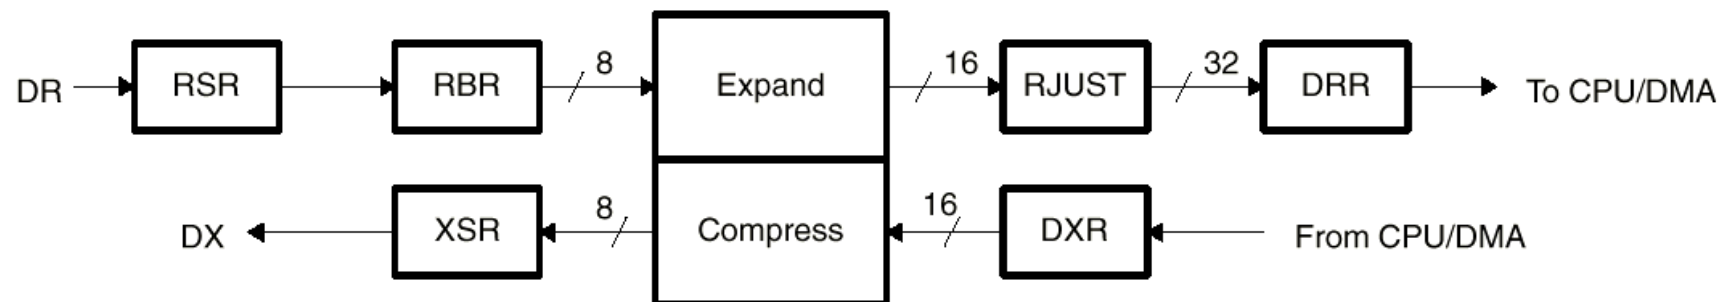 DR RSR RBR 8 Expand 16 RJUST 32 DRR To CPU/DMA
DX XSR 8 Compress 16 DXR From CPU/DMA